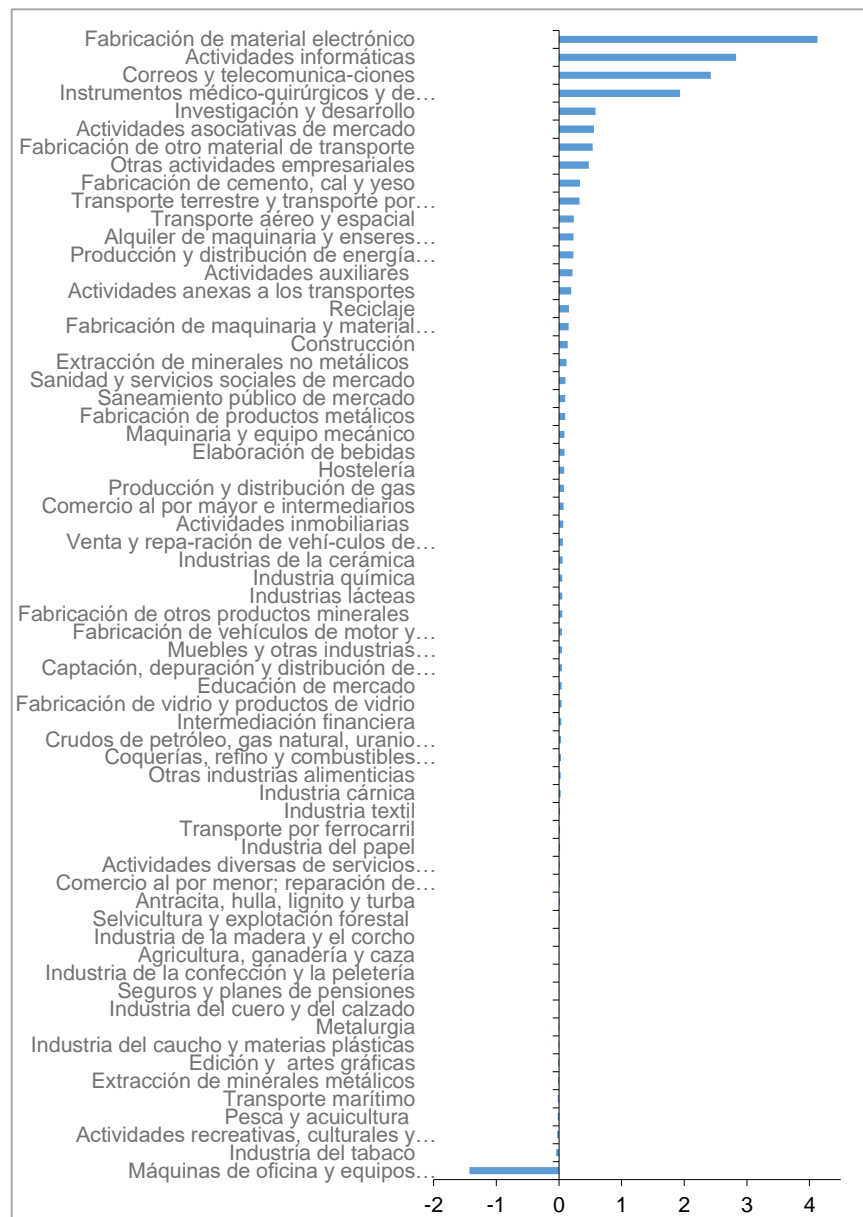 Fabricación de material electrónico
Actividades informáticas
Correos y telecomunica-ciones
Instrumentos médico-quirúrgicos y de…
Investigación y desarrollo
Actividades asociativas de mercado
Fabricación de otro material de transporte
Otras actividades empresariales
Fabricación de cemento, cal y yeso
Transporte terrestre y transporte por…
Transporte aéreo y espacial
Alquiler de maquinaria y enseres…
Producción y distribución de energía…
Actividades auxiliares
Actividades anexas a los transportes
Reciclaje
Fabricación de maquinaria y material…
Construcción
Extracción de minerales no metálicos
Sanidad y servicios sociales de mercado
Saneamiento público de mercado
Fabricación de productos metálicos
Maquinaria y equipo mecánico
Elaboración de bebidas
Hostelería
Producción y distribución de gas
Comercio al por mayor e intermediarios
Actividades inmobiliarias
Venta y repa-ración de vehí-culos de…
Industrias de la cerámica
Industria química
Industrias lácteas
Fabricación de otros productos minerales
Fabricación de vehículos de motor y…
Muebles y otras industrias…
Captación, depuración y distribución de…
Educación de mercado
Fabricación de vidrio y productos de vidrio
Intermediación financiera
Crudos de petróleo, gas natural, uranio…
Coquerías, refino y combustibles…
Otras industrias alimenticias
Industria cárnica
Industria textil
Transporte por ferrocarril
Industria del papel
Actividades diversas de servicios…
Comercio al por menor; reparación de…
Antracita, hulla, lignito y turba
Selvicultura y explotación forestal
Industria de la madera y el corcho
Agricultura, ganadería y caza
Industria de la confección y la peletería
Seguros y planes de pensiones
Industria del cuero y del calzado
Metalurgia
Industria del caucho y materias plásticas
Edición y artes gráficas
Extracción de minerales metálicos
Transporte marítimo
Pesca y acuicultura
Actividades recreativas, culturales y…
Industria del tabaco
Máquinas de oficina y equipos…
-2 -1 0 1 2 3 4